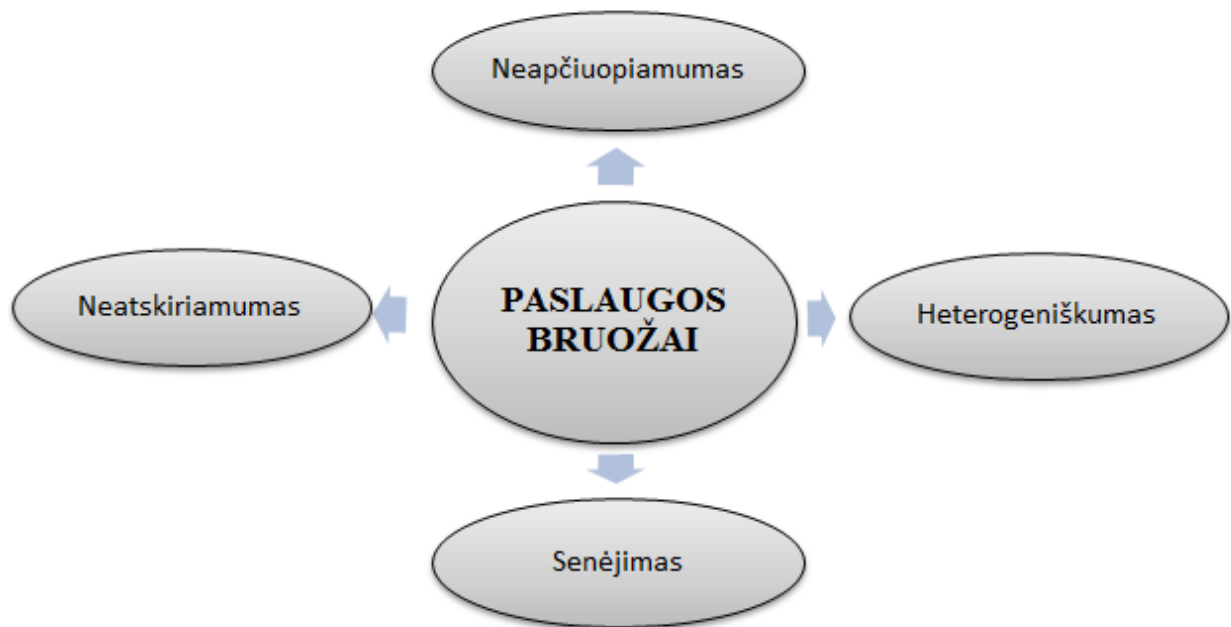 Neapčiuopiamumas
Neatskiriamumas
PASLAUGOS
BRUOŽAI
Heterogeniškumas
Senėjimas